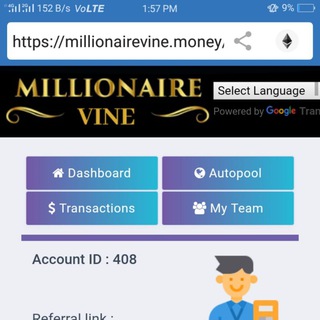 152 B/s VoLTE 1:57 PM 9%
https://millionairevine.money/
MILLIONAIRE
VINE
Select Language
Powered by Google Tran
Dashboard
Autopool
$ Transactions
My Team
Account ID : 408
Referral link :